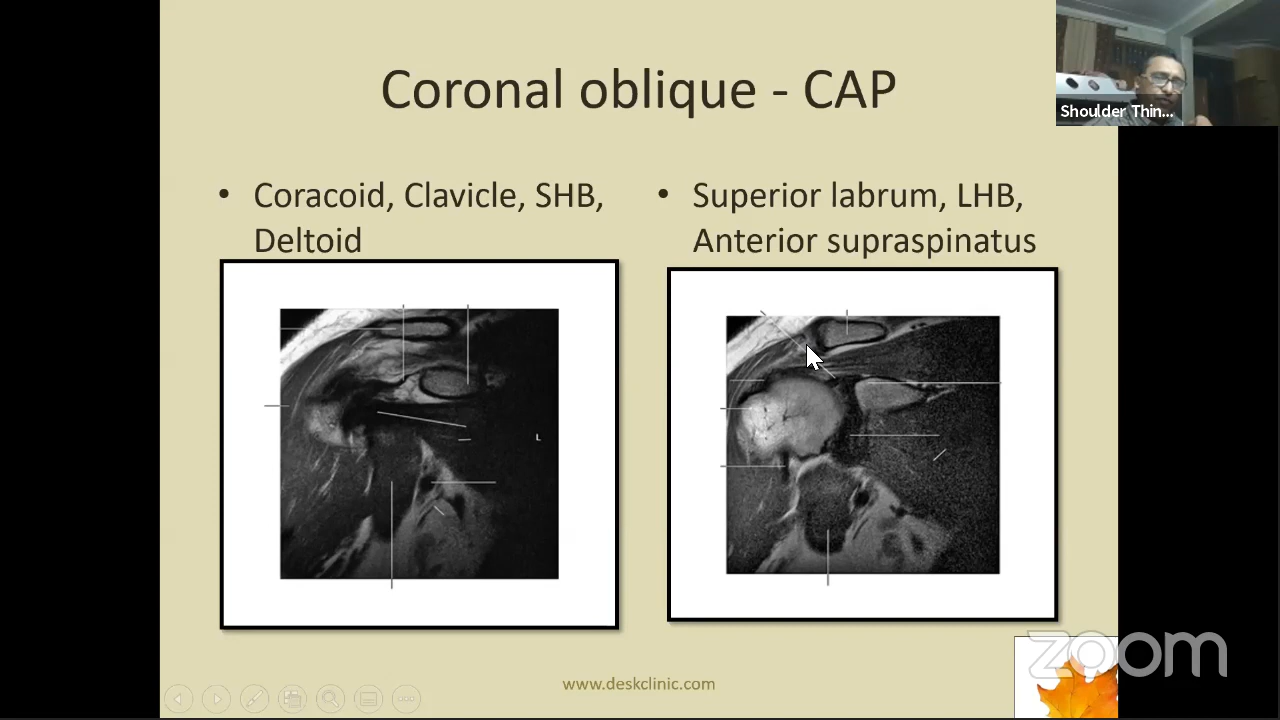 Coronal oblique - CAP
Shoulder Thin...
• Coracoid, Clavicle, SHB,
Deltoid
• Superior labrum, LHB,
Anterior supraspinatus
L
www.deskclinic.com
zoom